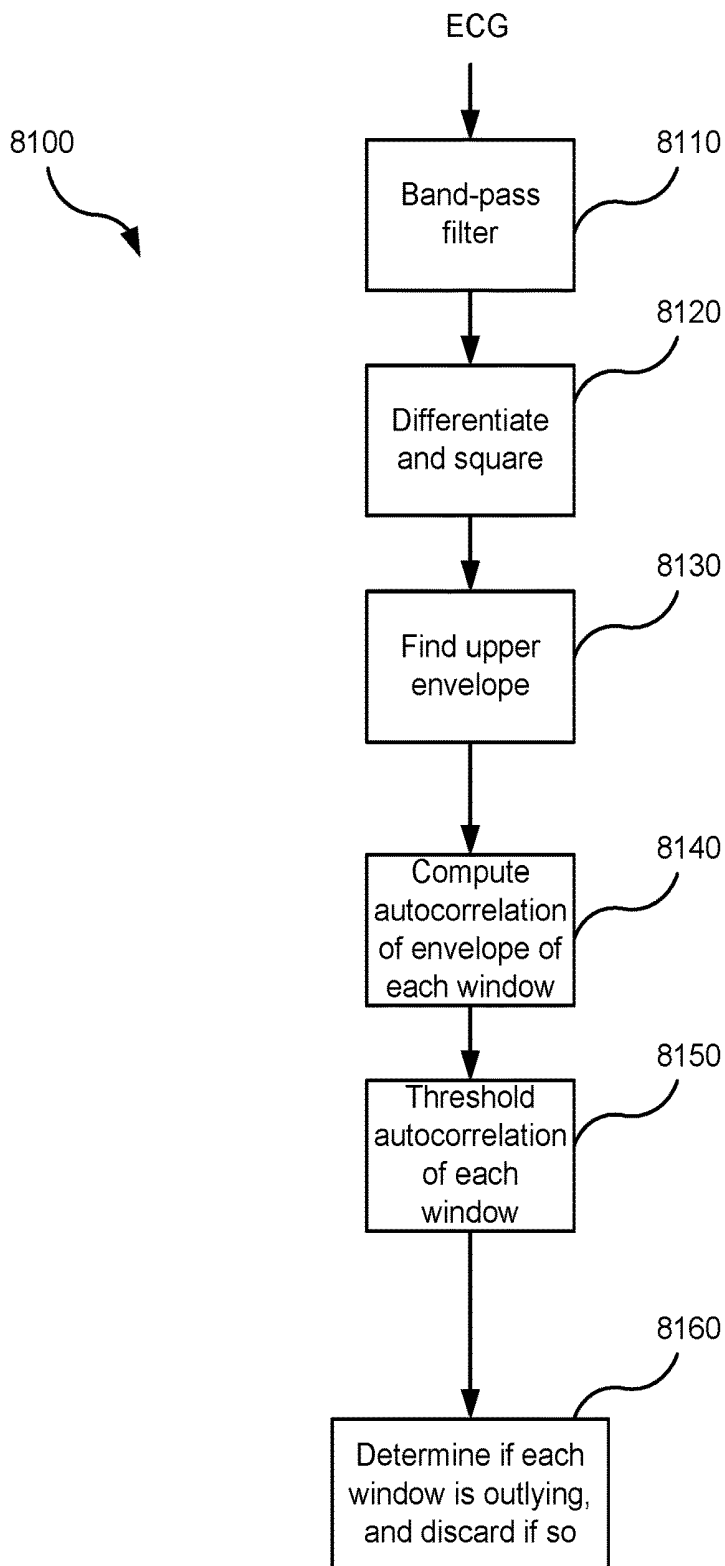 ECG
8100
8110
Band-pass
filter
8120
Differentiate
and square
8130
Find upper
envelope
8140
Compute
autocorrelation
of envelope of
each window
8150
Threshold
autocorrelation
of each
window
8160
Determine if each
window is outlying,
and discard if so